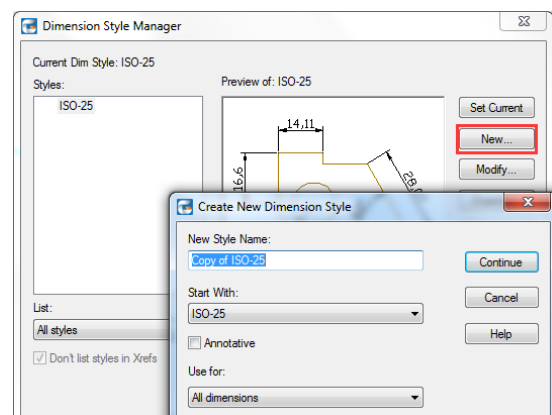 Dimension Style Manager
Current Dim Style: ISO-25
Styles:
ISO-25
Preview of: ISO-25
14,11
16,6
Set Current
New...
Modify...
Create New Dimension Style
New Style Name:
Copy of ISO-25
Continue
Start With:
ISO-25
Cancel
Annotative
Help
Use for:
All dimensions
List:
All styles
Don't list styles in Xrefs